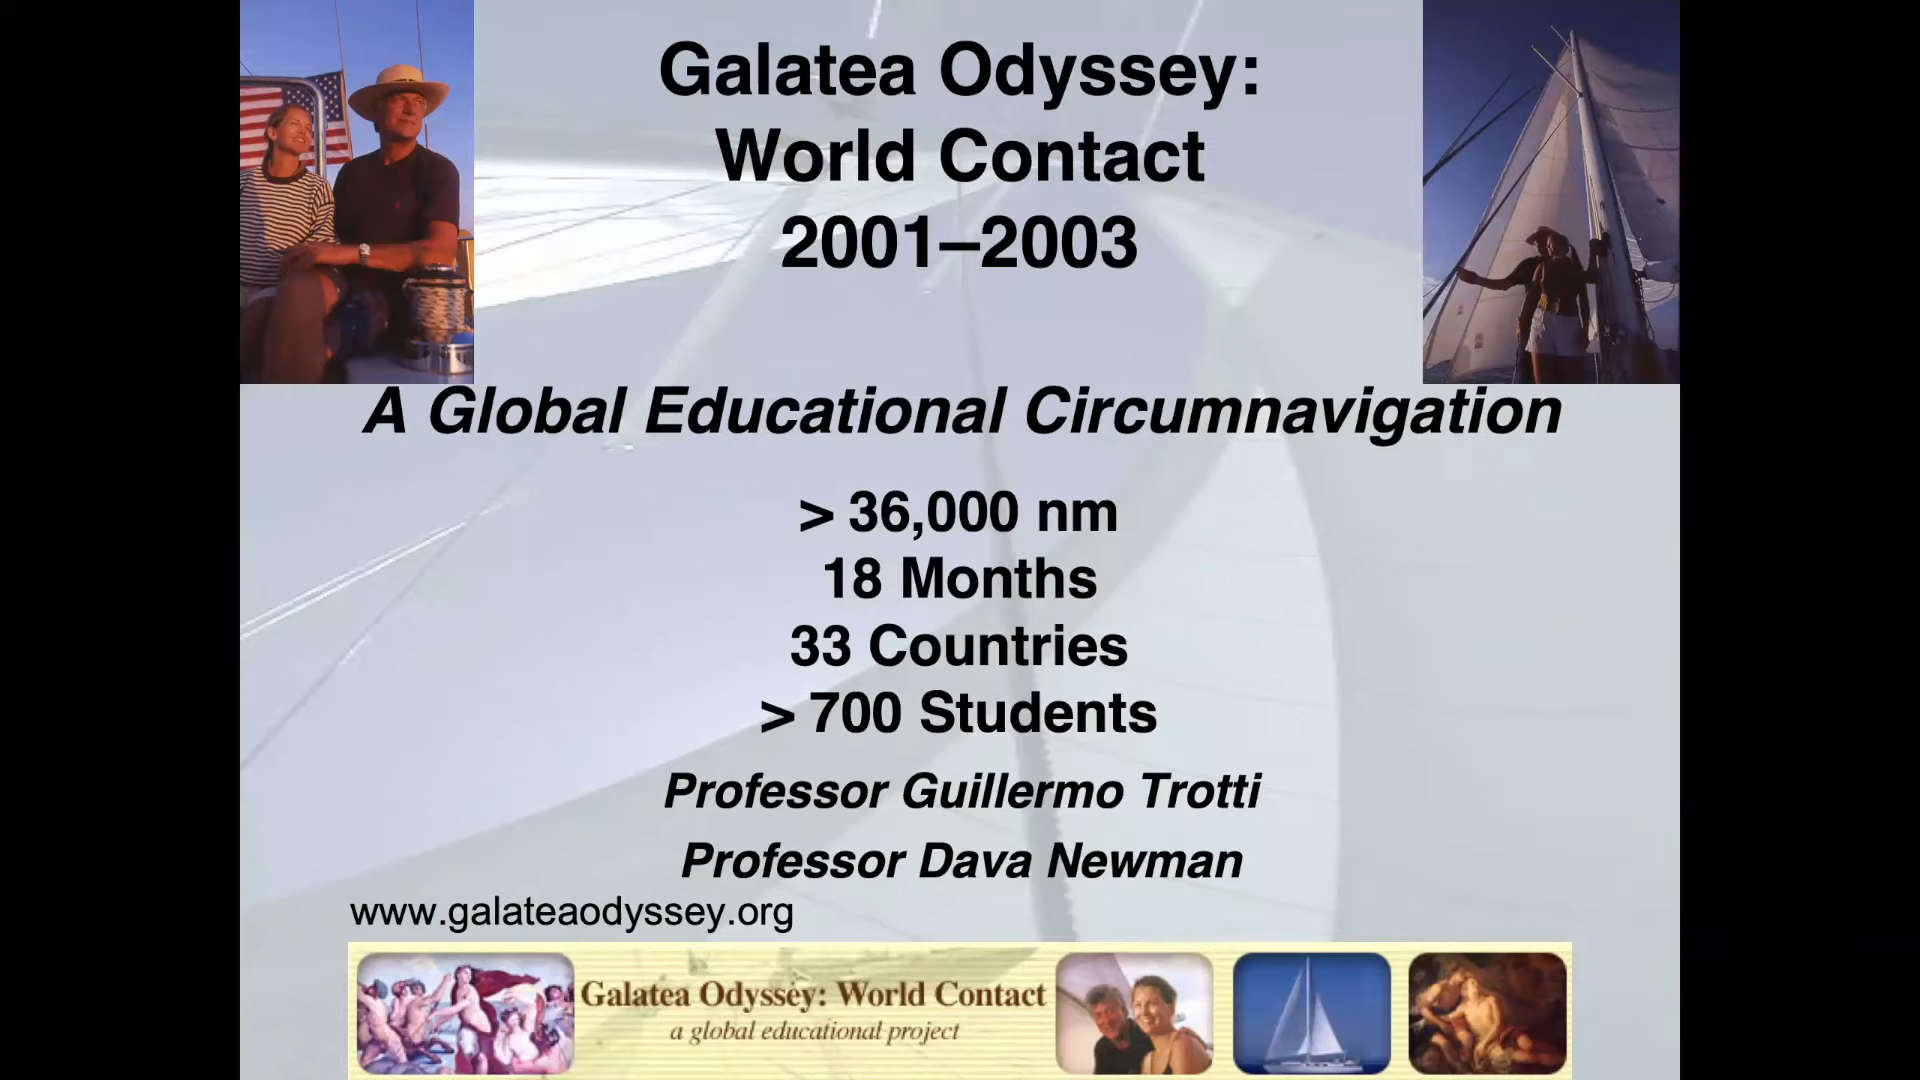 Galatea Odyssey:
World Contact
2001–2003
A Global Educational Circumnavigation
> 36,000 nm
18 Months
33 Countries
> 700 Students
Professor Guillermo Trotti
Professor Dava Newman
www.galateaodyssey.org
Galatea Odyssey: World Contact
a global educational project